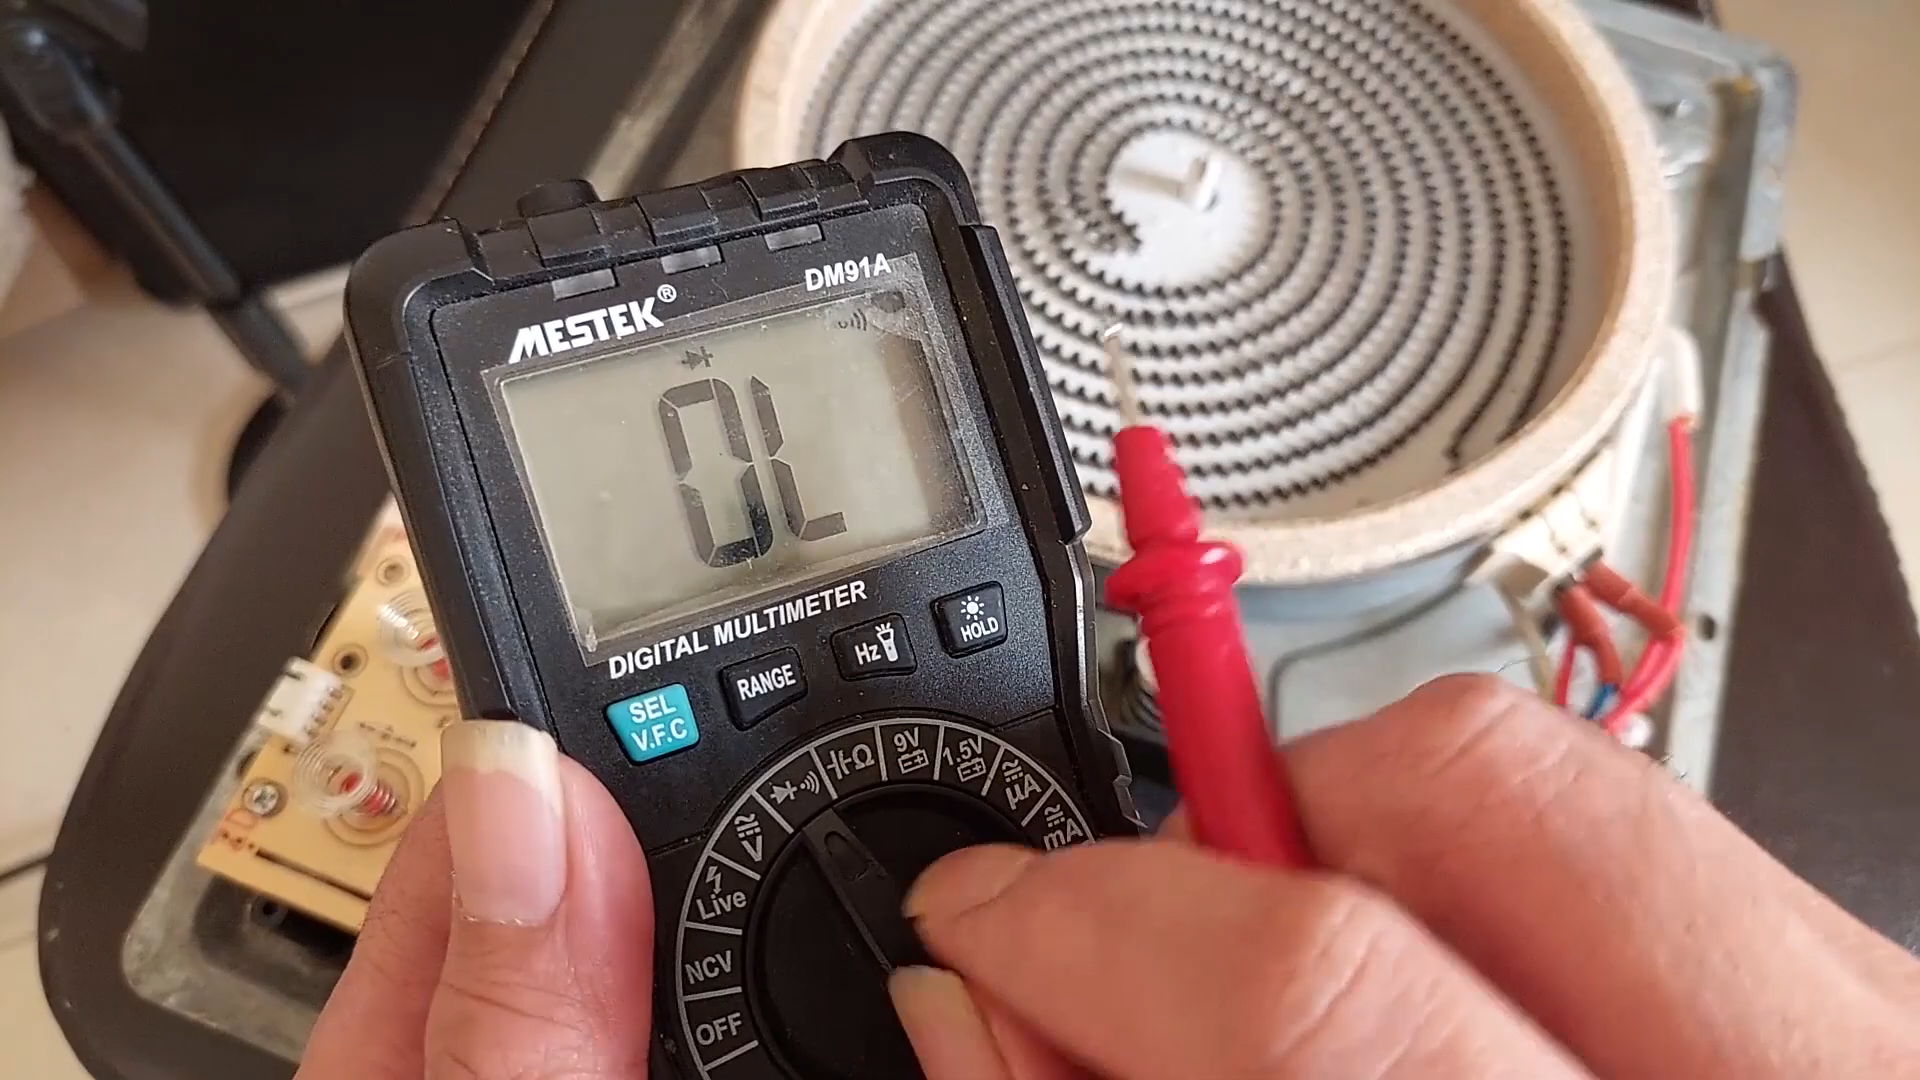 MESTEK®
DM91A
OL
DIGITAL MULTIMETER
SEL
V.F.C
RANGE
Hz
HOLD
OFF
NCV
Live
V
Ω
9V
1.5V
µA
mA